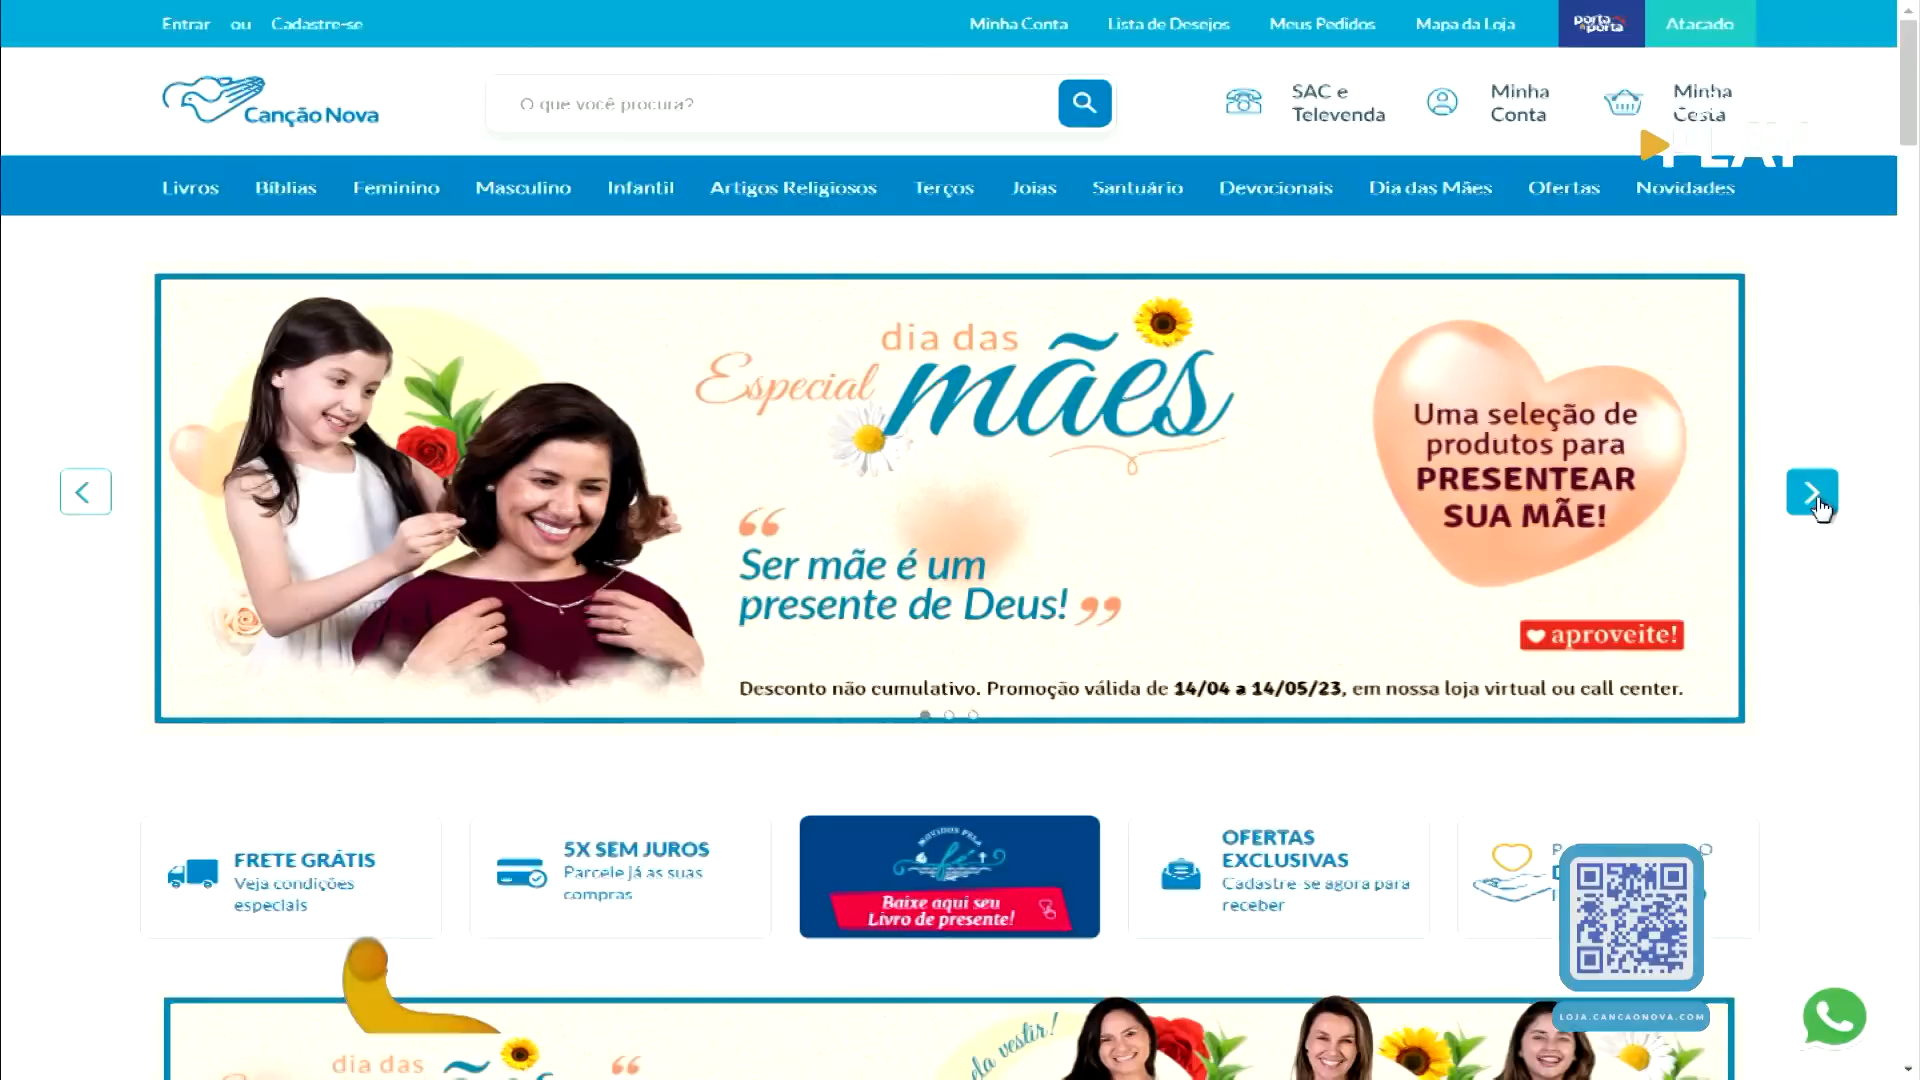 Entrar ou Cadastre-se
Minha Conta
Lista de Desejos
Meus Pedidos
Mapa da Loja
porta a porta
Atacado
Canção Nova
O que você procura?
SAC e
Televenda
Minha
Conta
Minha
Cesta
PLAY
Livros
Bíblias
Feminino
Masculino
Infantil
Artigos Religiosos
Terços
Joias
Santuário
Devocionais
Dia das Mães
Ofertas
Novidades
Especial
dia das
mães
“Ser mãe é um
presente de Deus!”
Uma seleção de
produtos para
PRESENTEAR
SUA MÃE!
aproveite!
Desconto não cumulativo. Promoção válida de 14/04 a 14/05/23, em nossa loja virtual ou call center.
FRETE GRÁTIS
Veja condições
especiais
5X SEM JUROS
Parcele já as suas
compras
MOVIDOS PELA
fé
Baixe aqui seu
Livro de presente!
OFERTAS
EXCLUSIVAS
Cadastre-se agora para
receber
LOJA.CANCAONOVA.COM
dia das
vestir!